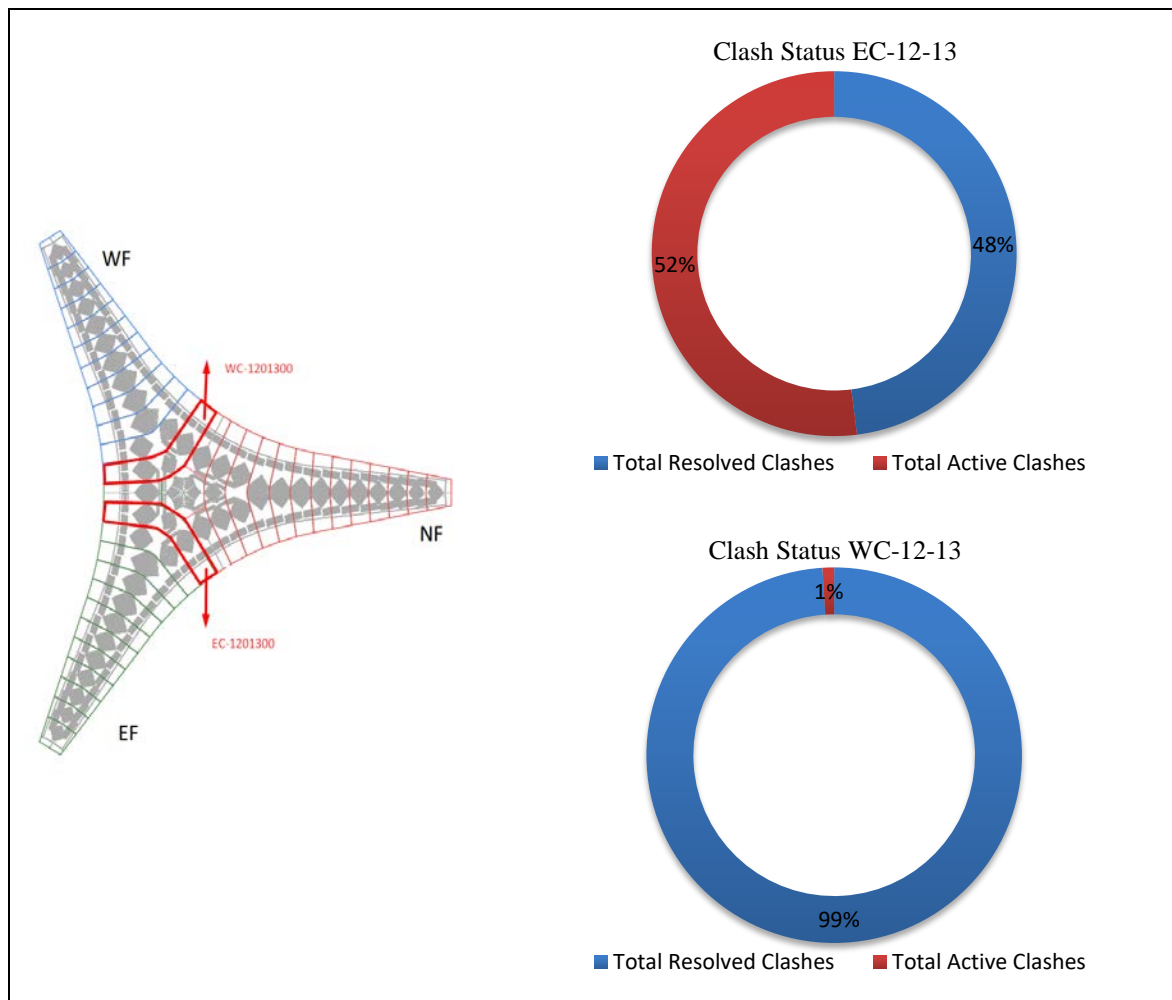 WF
WC-1201300
NF
EC-1201300
EF
Clash Status EC-12-13
48%
52%
Total Resolved Clashes Total Active Clashes
Clash Status WC-12-13
1%
99%
Total Resolved Clashes Total Active Clashes